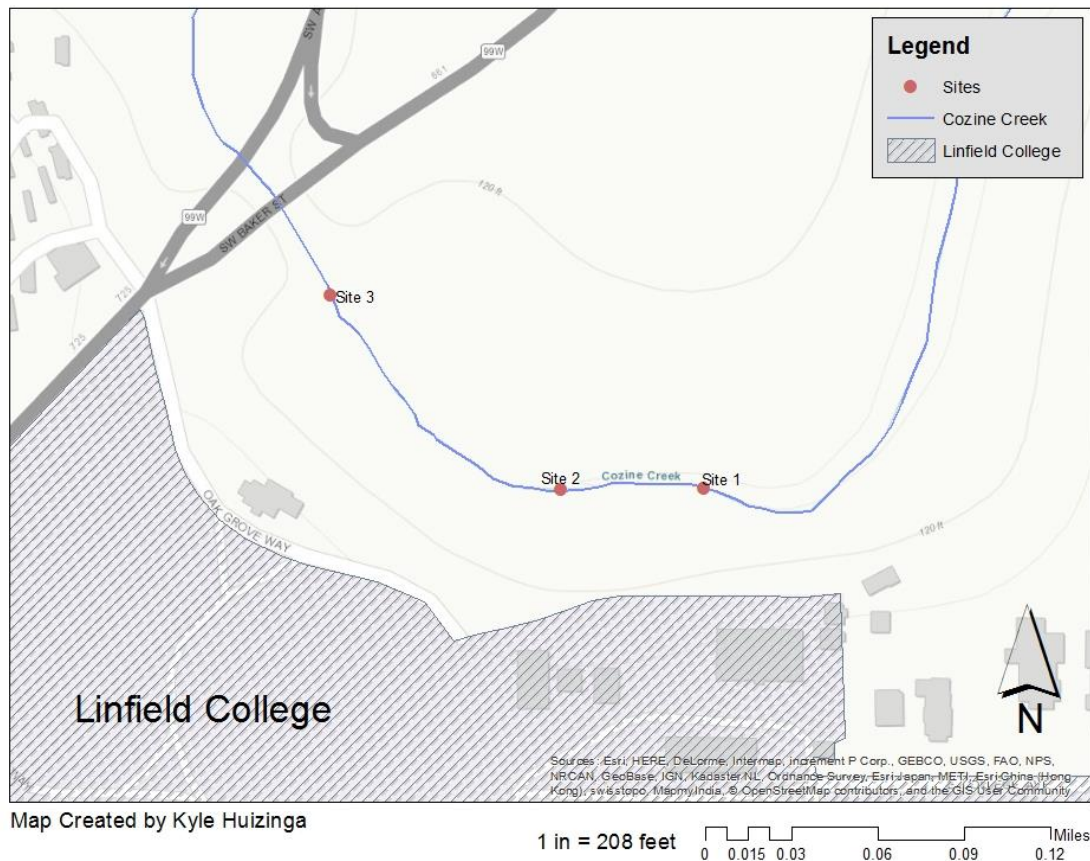 SW A
99W
661
Legend
Sites
Cozine Creek
Linfield College
120-ft
99W
SW BAKER ST
725
725
Site 3
Site 2
Cozine Creek
Site 1
OAK GROVE WAY
120 ft
Linfield College
N
Sources: Esri, HERE, DeLorme, Intermap, increment P Corp., GEBCO, USGS, FAO, NPS,
NRCAN, GeoBase, IGN, Kadaster NL, Ordnance Survey, Esri Japan, METI, Esri China (Hong
Kong), swisstopo, MapmyIndia, © OpenStreetMap contributors, and the GIS User Community
Map Created by Kyle Huizinga
1 in = 208 feet
Miles
0 0.015 0.03 0.06 0.09 0.12